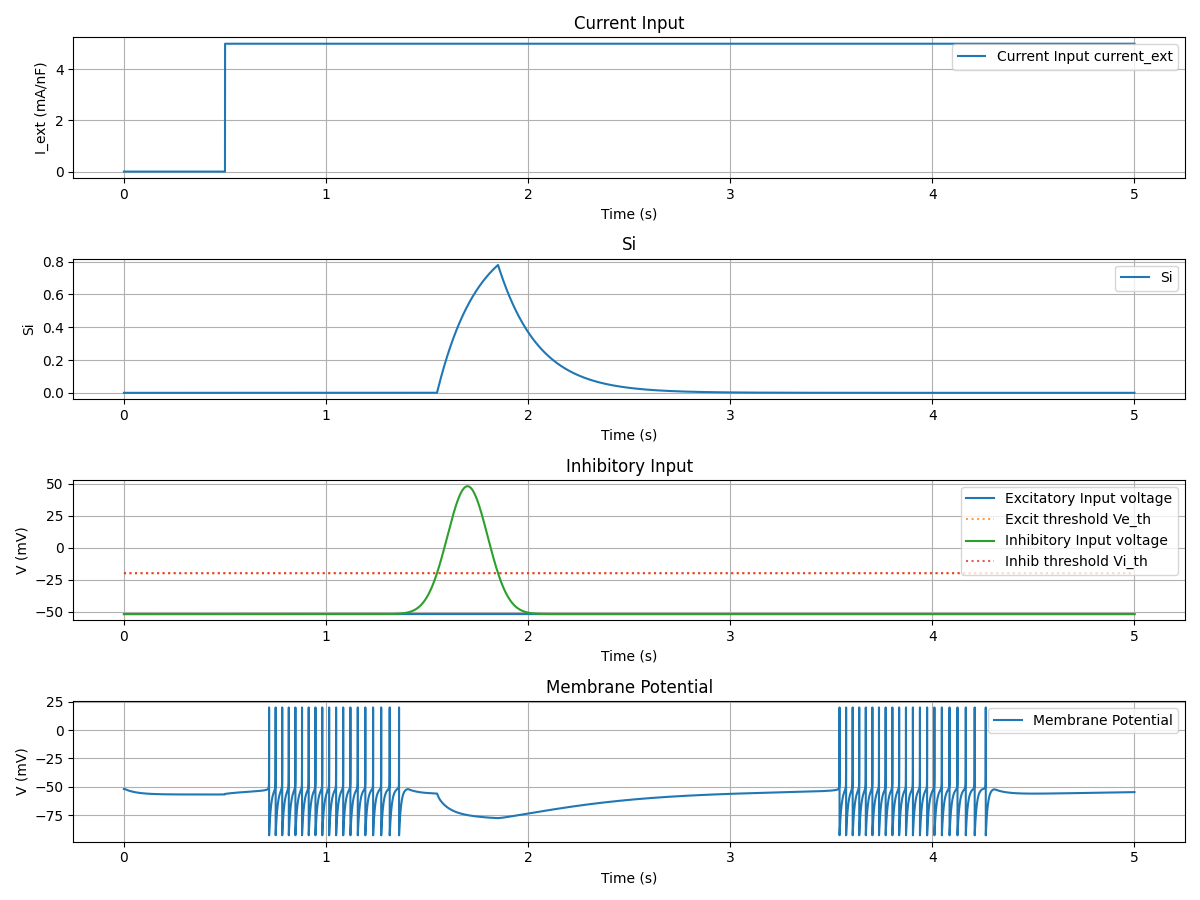 Current Input
I_ext (mA/nF)
4
2
0
Current Input current_ext
0 1 2 3 4 5
Time (s)
Si
Si
0.8
0.6
0.4
0.2
0.0
Si
0 1 2 3 4 5
Time (s)
Inhibitory Input
V (mV)
50
25
0
−25
−50
Excitatory Input voltage
Excit threshold Ve_th
Inhibitory Input voltage
Inhib threshold Vi_th
0 1 2 3 4 5
Time (s)
Membrane Potential
V (mV)
25
0
−25
−50
−75
Membrane Potential
0 1 2 3 4 5
Time (s)